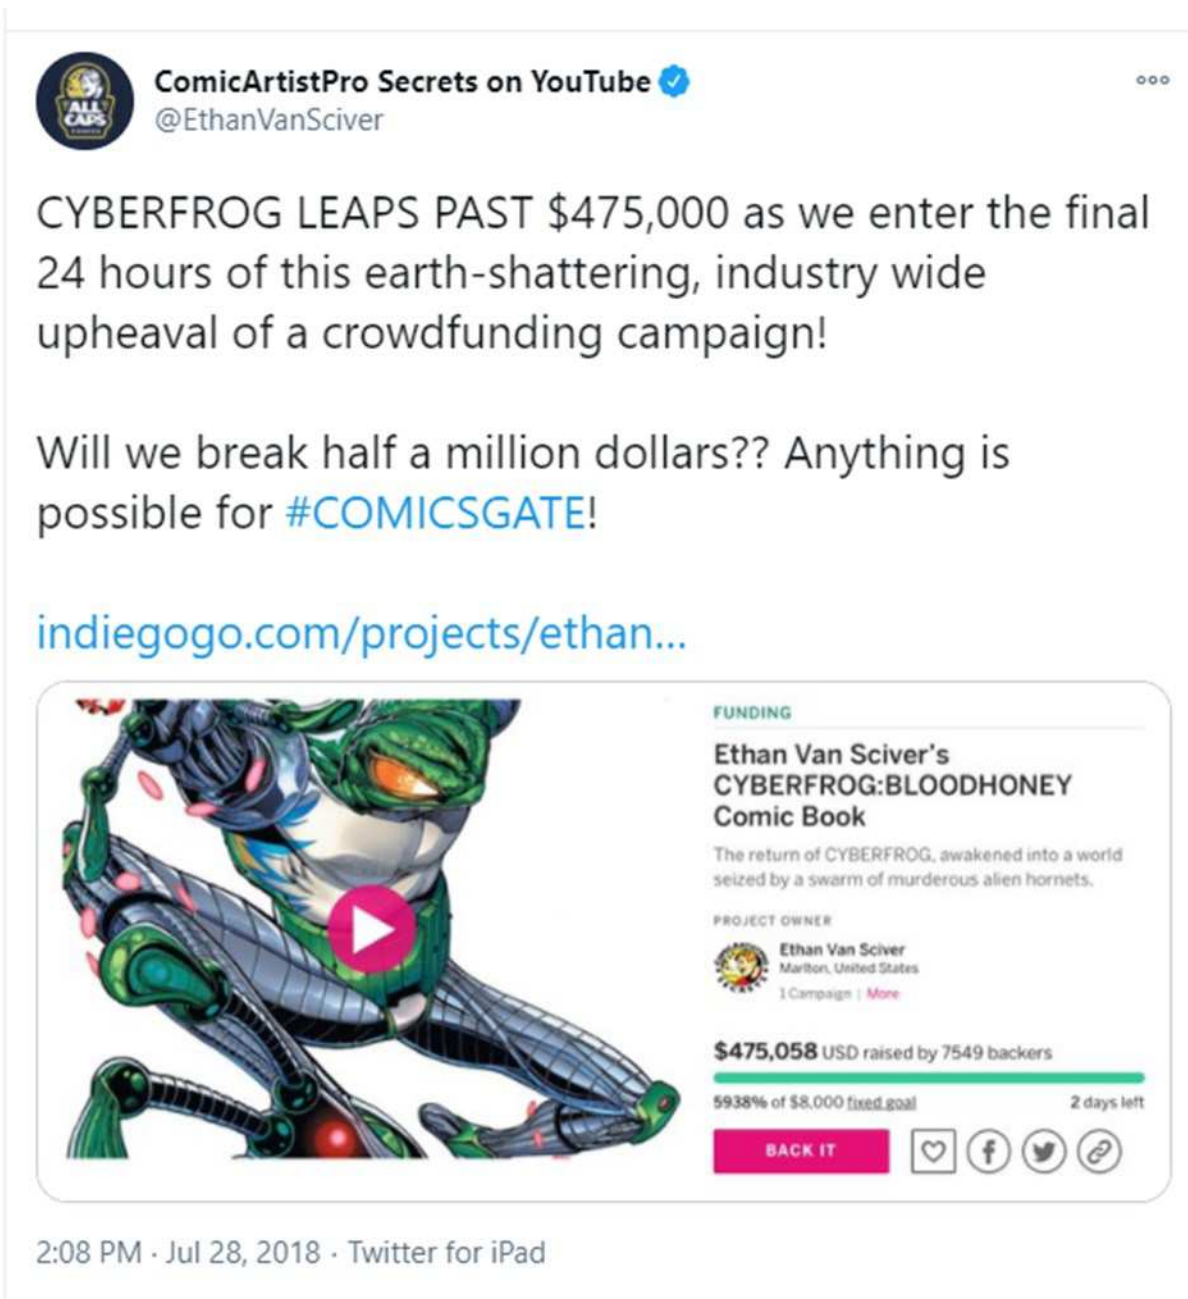 ALL
CAPS
ComicArtistPro Secrets on YouTube
@EthanVanSciver
CYBERFROG LEAPS PAST $475,000 as we enter the final
24 hours of this earth-shattering, industry wide
upheaval of a crowdfunding campaign!
Will we break half a million dollars?? Anything is
possible for #COMICSGATE!
indiegogo.com/projects/ethan...
FUNDING
Ethan Van Sciver's
CYBERFROG:BLOODHONEY
Comic Book
The return of CYBERFROG, awakened into a world
seized by a swarm of murderous alien hornets.
PROJECT OWNER
Ethan Van Sciver
Marlton, United States
1 Campaign | More
$475,058 USD raised by 7549 backers
5938% of $8,000 fixed goal 2 days left
BACK IT
2:08 PM · Jul 28, 2018 · Twitter for iPad